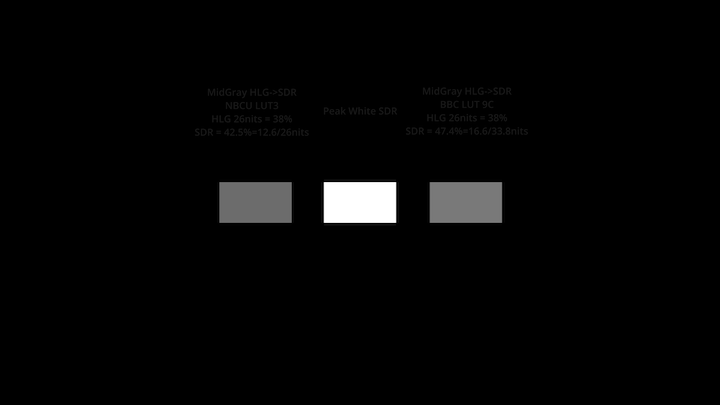 MidGray HLG->SDR
NBCU LUT3
HLG 26nits = 38%
SDR = 42.5%=12.6/26nits
Peak White SDR
MidGray HLG->SDR
BBC LUT 9C
HLG 26nits = 38%
SDR = 47.4%=16.6/33.8nits